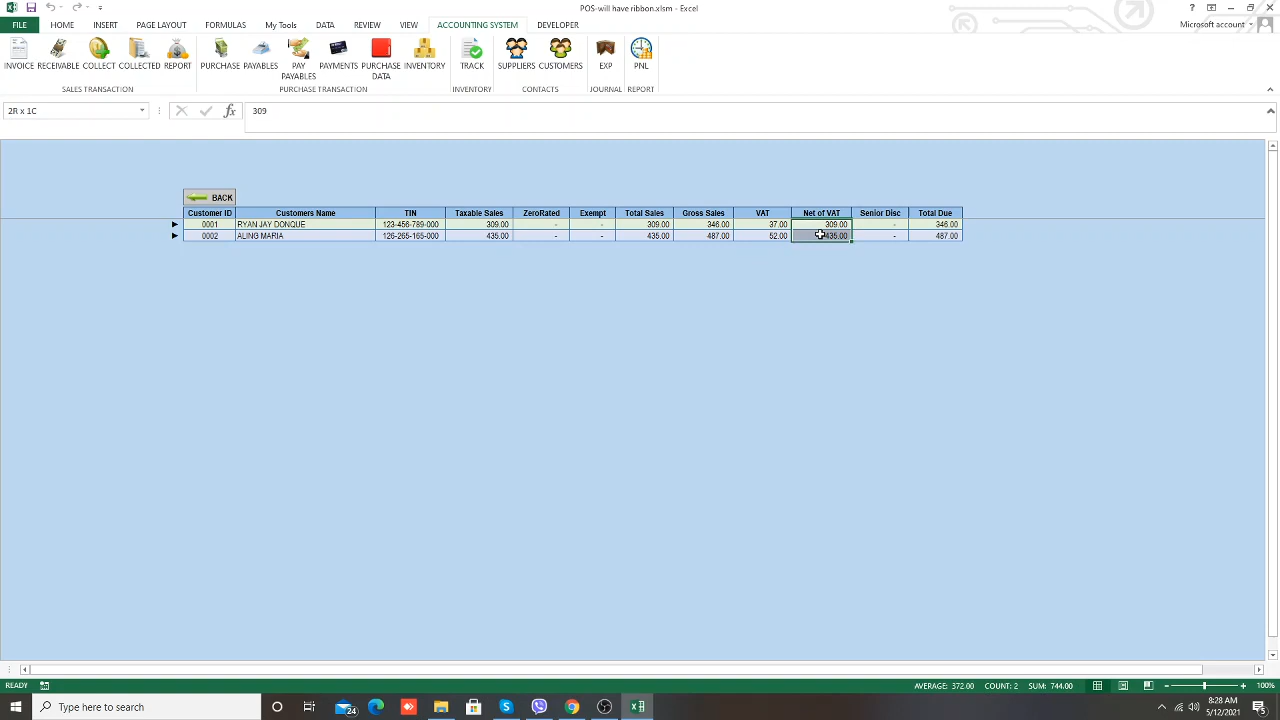 POS-will have ribbon.xlsm - Excel
FILE HOME INSERT PAGE LAYOUT FORMULAS My Tools DATA REVIEW VIEW ACCOUNTING SYSTEM DEVELOPER Microsoft account
INVOICE RECEIVABLE COLLECT COLLECTED REPORT PURCHASE PAYABLES PAY PAYABLES PAYMENTS PURCHASE DATA INVENTORY TRACK SUPPLIERS CUSTOMERS EXP PNL
SALES TRANSACTION PURCHASE TRANSACTION INVENTORY CONTACTS JOURNAL REPORT
2R x 1C fx 309
BACK
Customer ID Customers Name TIN Taxable Sales ZeroRated Exempt Total Sales Gross Sales VAT Net of VAT Senior Disc Total Due
0001 RYAN JAY DONQUE 123-456-789-000 309.00 - - 309.00 346.00 37.00 309.00 - 346.00
0002 ALING MARIA 126-265-165-000 435.00 - - 435.00 487.00 52.00 435.00 - 487.00
READY AVERAGE: 372.00 COUNT: 2 SUM: 744.00 100%
Type here to search 24 8:28 AM
5/12/2021